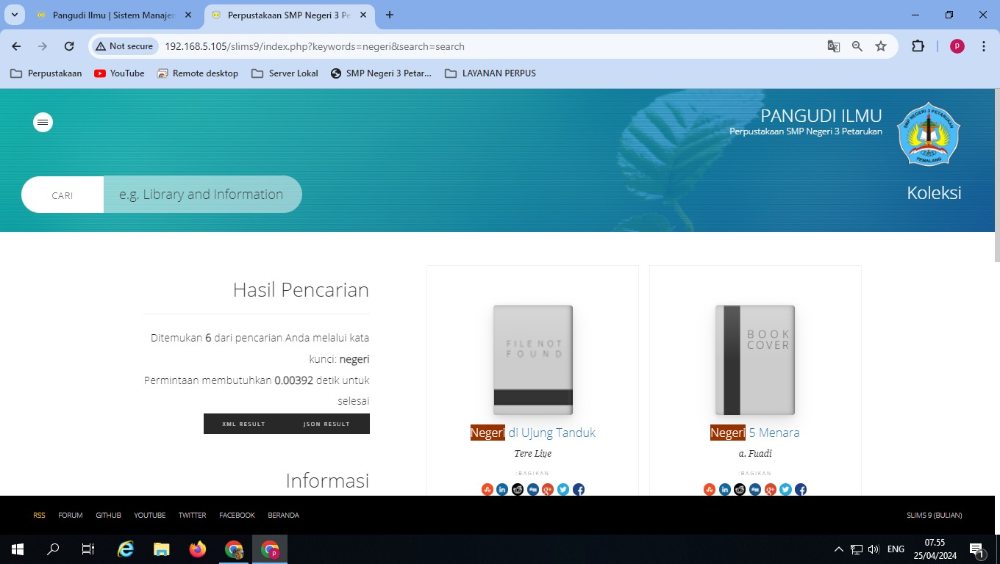 Pangudi Ilmu | Sistem Manajen
Perpustakaan SMP Negeri 3 Pe
Not secure
192.168.5.105/slims9/index.php?keywords=negeri&search=search
P
Perpustakaan
YouTube
Remote desktop
Server Lokal
SMP Negeri 3 Petar...
LAYANAN PERPUS
PANGUDI ILMU
Perpustakaan SMP Negeri 3 Petarukan
SMP NEGERI 3 PETARUKAN
PEMALANG
CARI
e.g. Library and Information
Koleksi
Hasil Pencarian
Ditemukan 6 dari pencarian Anda melalui kata
kunci: negeri
Permintaan membutuhkan 0.00392 detik untuk
selesai
XML RESULT
JSON RESULT
Informasi
FILE NOT
FOUND
Negeri di Ujung Tanduk
Tere Liye
:BAGIKAN
BOOK
COVER
Negeri 5 Menara
a. Fuadi
:BAGIKAN
RSS
FORUM
GITHUB
YOUTUBE
TWITTER
FACEBOOK
BERANDA
SLIMS 9 (BULIAN)
P
ENG
07.55
25/04/2024
1